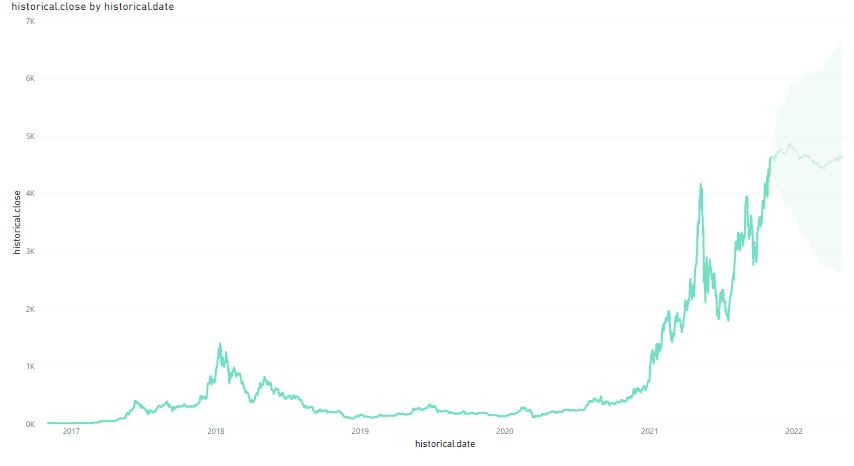 historical.close by historical.date
7K
6K
5K
4K
3K
2K
1K
0K
historical.close
2017 2018 2019 2020 2021 2022
historical.date